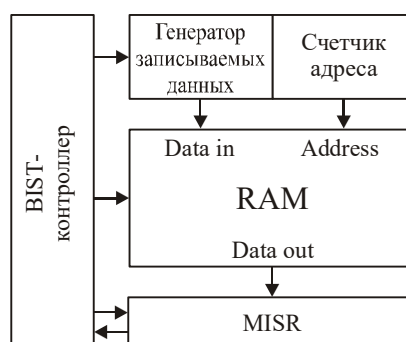 Генератор
записываемых
данных
Счетчик
адреса
BIST-
контроллер
Data in
Address
RAM
Data out
MISR